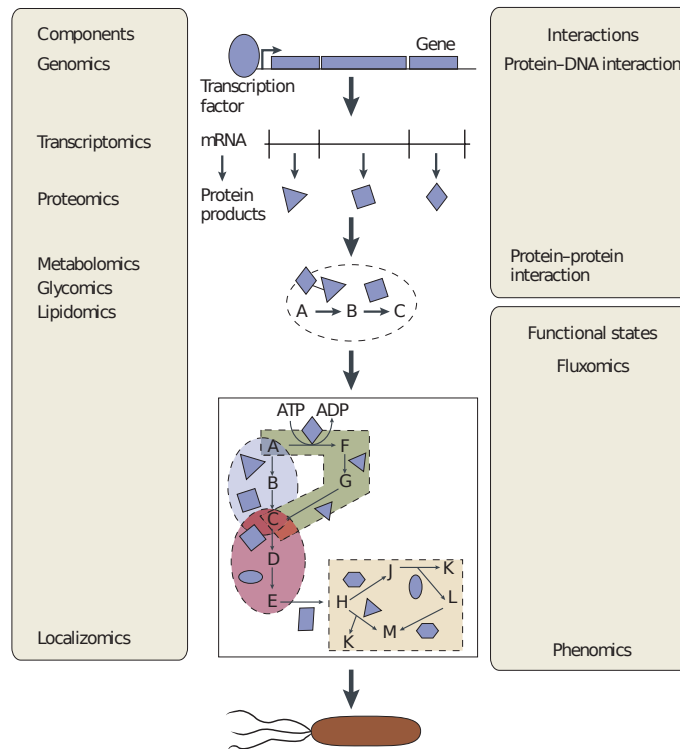 Components
Genomics
Transcriptomics
Proteomics
Metabolomics
Glycomics
Lipidomics
Localizomics
Gene
Transcription
factor
mRNA
Protein
products
A B C
ATP ADP
A F
B G
C
D
E H J K
L
K M
Interactions
Protein–DNA interaction
Protein–protein
interaction
Functional states
Fluxomics
Phenomics